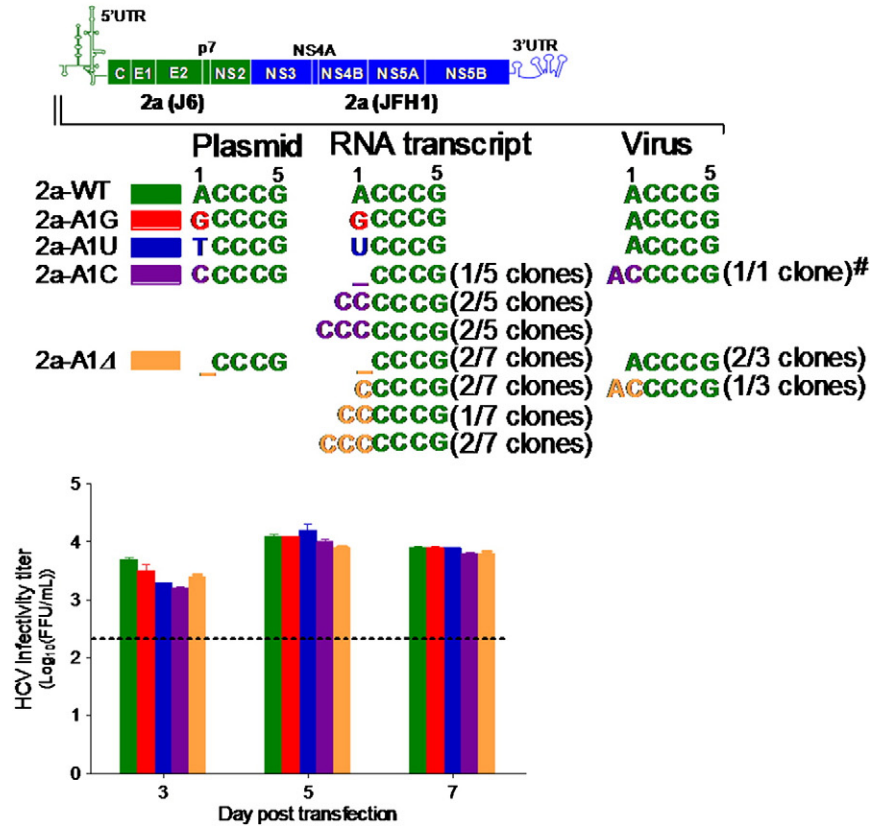 5'UTR
p7
NS4A
3'UTR
C E1 E2 NS2 NS3 NS4B NS5A NS5B
2a (J6) 2a (JFH1)
Plasmid RNA transcript Virus
1 5 1 5 1 5
2a-WT ACCCG ACCCG ACCCG
2a-A1G GCCCG GCCCG ACCCG
2a-A1U TCCCG UCCCG ACCCG
2a-A1C CCCCG _CCCG (1/5 clones) ACCCCG (1/1 clone)#
CCCCCG (2/5 clones)
CCCCCCG (2/5 clones)
2a-A1Δ _CCCG _CCCG (2/7 clones) ACCCG (2/3 clones)
CCCCG (2/7 clones) ACCCCG (1/3 clones)
CCCCCG (1/7 clones)
CCCCCCG (2/7 clones)
HCV Infectivity titer
(Log10(FFU/mL))
5
4
3
2
1
0
3 5 7
Day post transfection